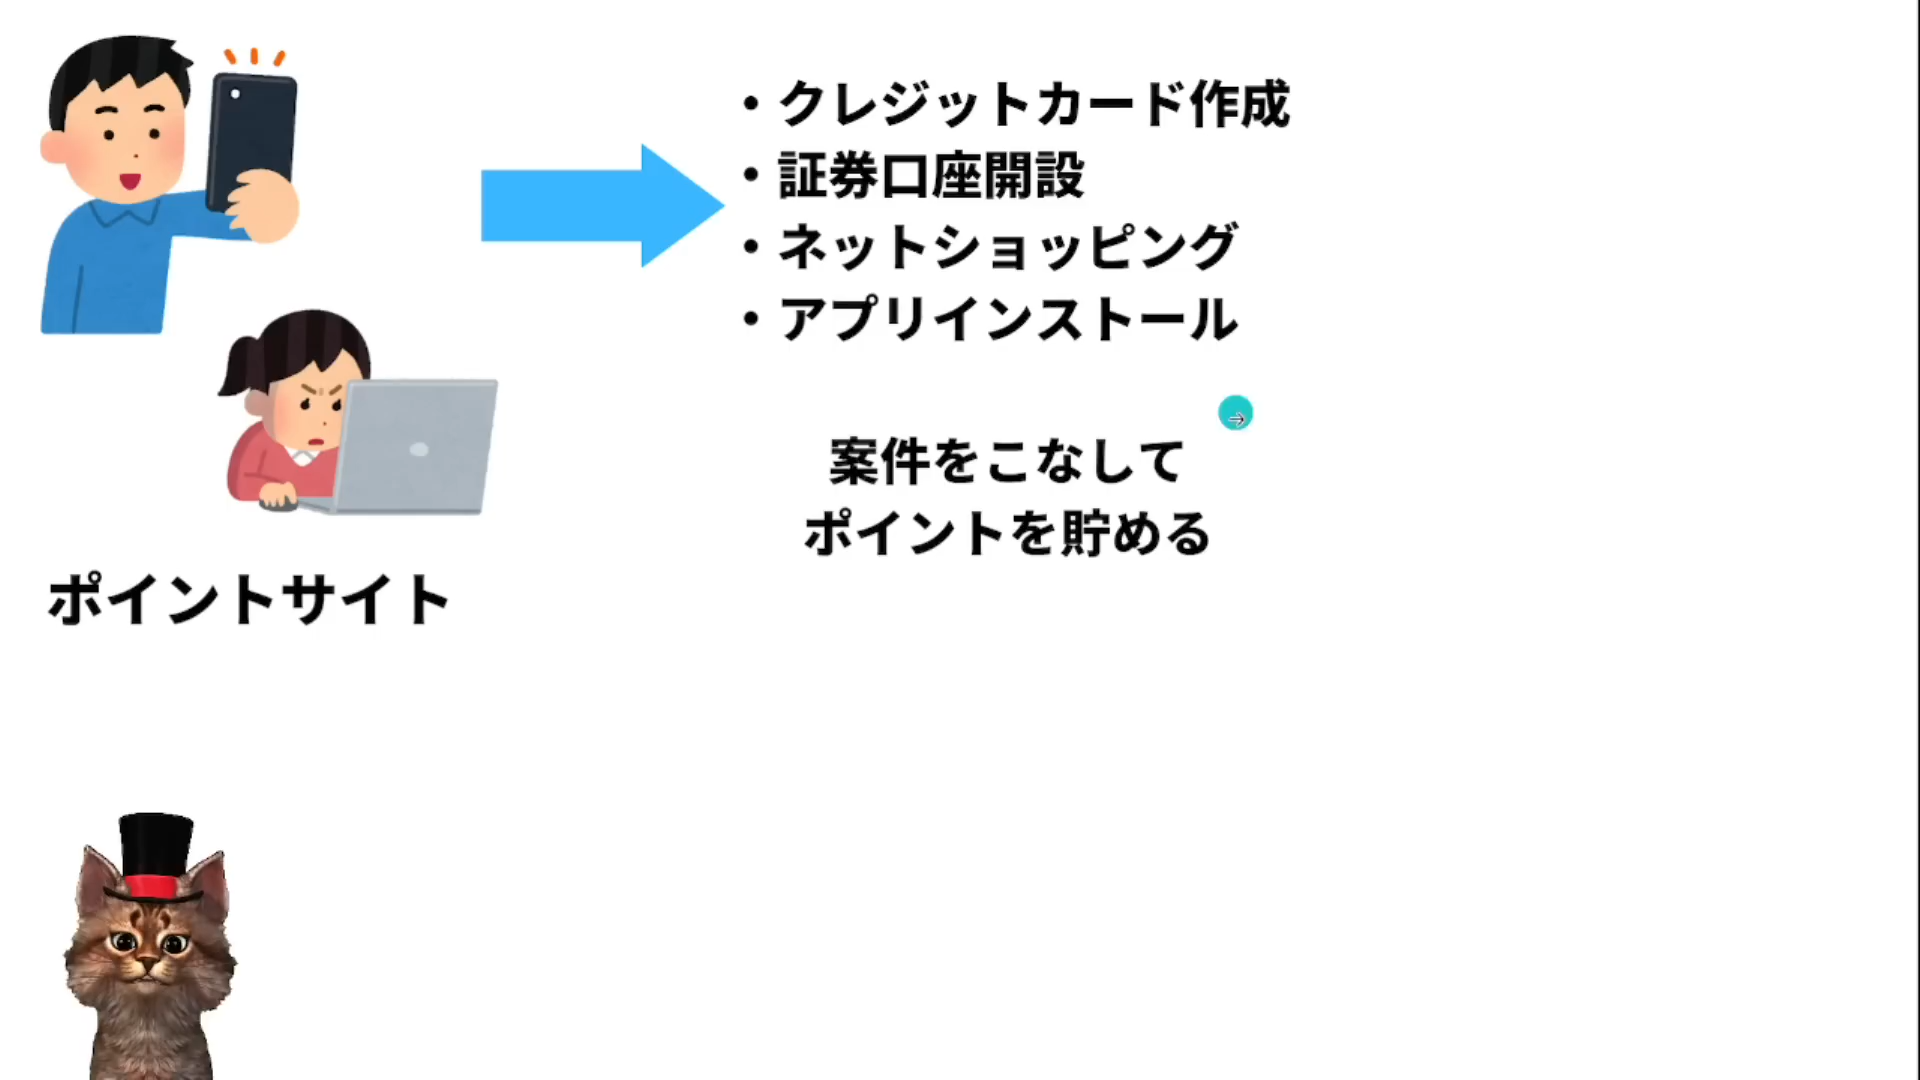 ・クレジットカード作成
・証券口座開設
・ネットショッピング
・アプリインストール
案件をこなして
ポイントを貯める
ポイントサイト